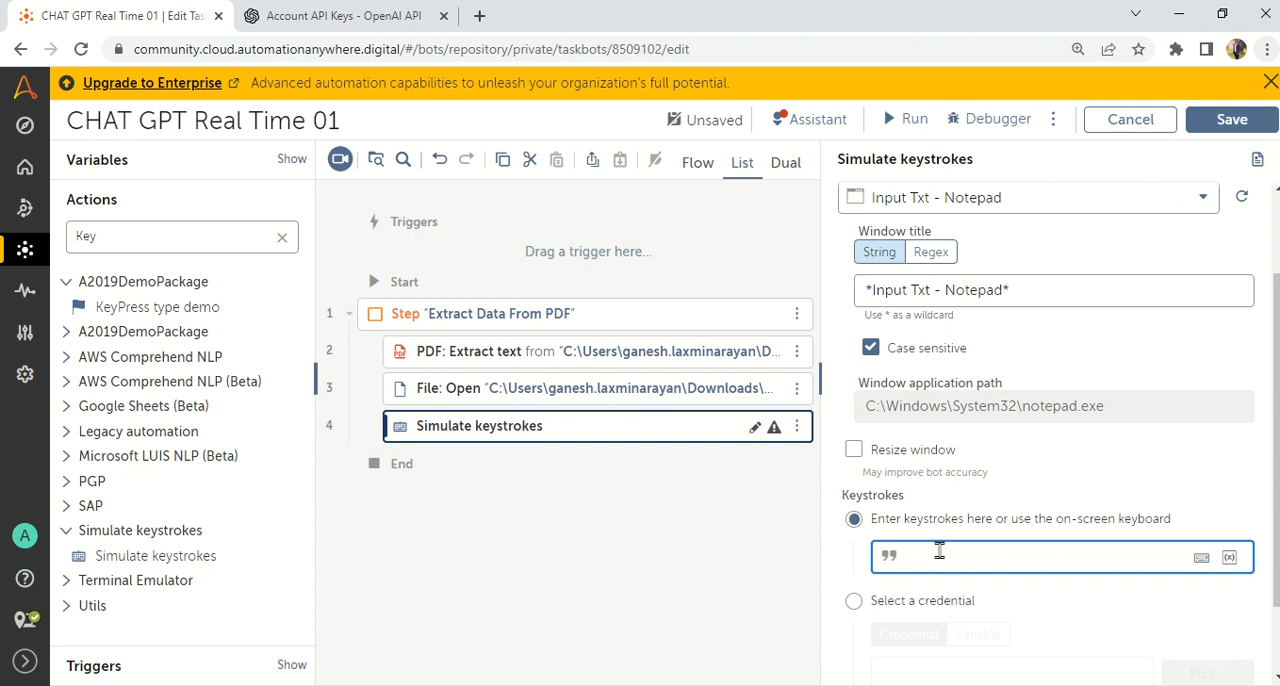 CHAT GPT Real Time 01 | Edit Tas
Account API Keys - OpenAI API
community.cloud.automationanywhere.digital/#/bots/repository/private/taskbots/8509102/edit
Upgrade to Enterprise Advanced automation capabilities to unleash your organization's full potential.
CHAT GPT Real Time 01
Unsaved
Assistant
Run
Debugger
Cancel
Save
Variables
Show
Actions
Key
A2019DemoPackage
KeyPress type demo
A2019DemoPackage
AWS Comprehend NLP
AWS Comprehend NLP (Beta)
Google Sheets (Beta)
Legacy automation
Microsoft LUIS NLP (Beta)
PGP
SAP
Simulate keystrokes
Simulate keystrokes
Terminal Emulator
Utils
Triggers
Show
A
Flow
List
Dual
Triggers
Drag a trigger here...
Start
1 Step "Extract Data From PDF"
2 PDF: Extract text from "C:\Users\ganesh.laxminarayan\D...
3 File: Open "C:\Users\ganesh.laxminarayan\Downloads\...
4 Simulate keystrokes
End
Simulate keystrokes
Input Txt - Notepad
Window title
String Regex
*Input Txt - Notepad*
Use * as a wildcard
Case sensitive
Window application path
C:\Windows\System32\notepad.exe
Resize window
May improve bot accuracy
Keystrokes
Enter keystrokes here or use the on-screen keyboard
(x)
Select a credential
Credential Variable
Pick...